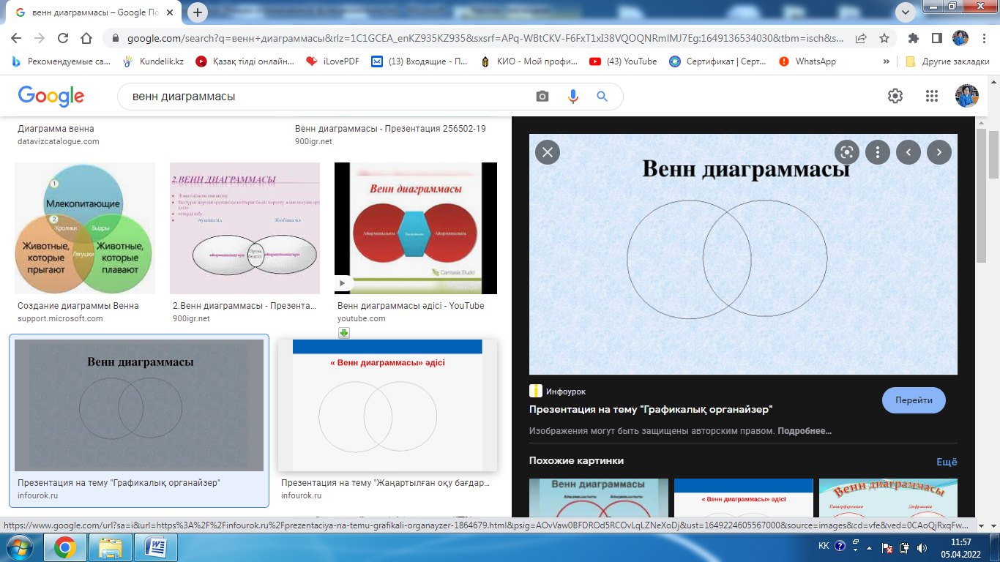 венн диаграммасы – Google По
google.com/search?q=венн+диаграммасы&rlz=1C1GCEA_enKZ935KZ935&sxsrf=APq-WBtCKV-F6FxT1xI38VQOQNRmIMJ7Eg:1649136534030&tbm=isch&s...
Рекомендуемые са...
Kundelik.kz
Қазақ тілді онлайн...
iLovePDF
(13) Входящие - П...
КИО - Мой профи...
(43) YouTube
Сертификат | Серт...
WhatsApp
»
Другие закладки
Google
венн диаграммасы
Диаграмма венна
datavizcatalogue.com
Венн диаграммасы - Презентация 256502-19
900igr.net
1
Млекопитающие
2
Кролики
Выдры
Животные,
которые
прыгают
Лягушки
Животные,
которые
плавают
2.ВЕНН ДИАГРАММАСЫ
Ауызша тіл
Жазбаша тіл
Венн диаграммасы
Camtasia Studio
Создание диаграммы Венна
support.microsoft.com
2.Венн диаграммасы - Презента...
900igr.net
Венн диаграммасы әдісі - YouTube
youtube.com
Венн диаграммасы
« Венн диаграммасы» әдісі
Презентация на тему "Графикалық органайзер"
infourok.ru
Презентация на тему "Жаңартылған оқу бағдар...
infourok.ru
Венн диаграммасы
Инфоурок
Презентация на тему "Графикалық органайзер"
Перейти
Изображения могут быть защищены авторским правом. Подробнее...
Похожие картинки
Ещё
Венн диаграммасы
« Венн диаграммасы» әдісі
Венн диаграммасы
Интерференция
Дифракция
https://www.google.com/url?sa=i&url=https%3A%2F%2Finfourok.ru%2Fprezentaciya-na-temu-grafikali-organayzer-1864679.html&psig=AOvVaw0BFDROd5RCOvLqLZNeXoDj&ust=1649224605567000&source=images&cd=vfe&ved=0CAoQjRxqFw...
KK
11:57
05.04.2022